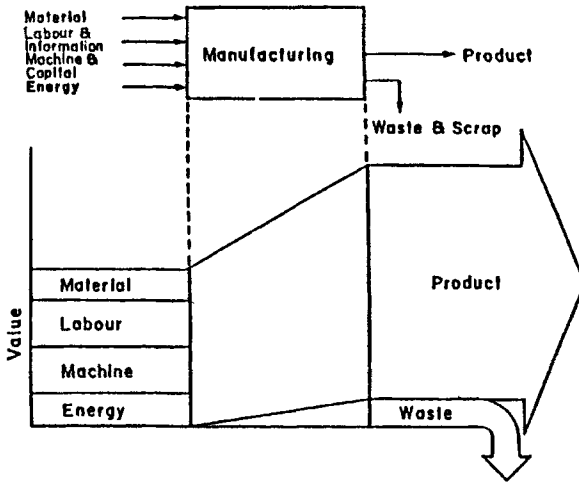 Material
Labour &
Information
Machine &
Capital
Energy
Manufacturing
Product
Waste & Scrap
Value
Material
Labour
Machine
Energy
Product
Waste